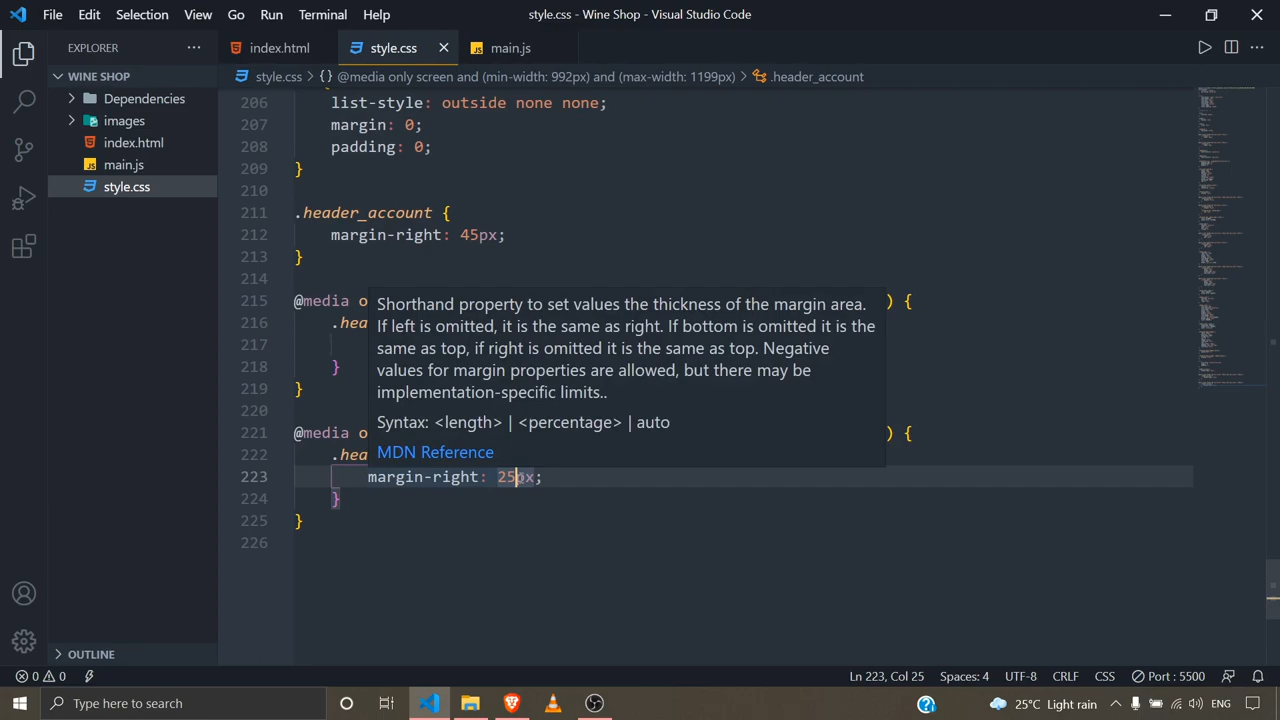 File Edit Selection View Go Run Terminal Help
style.css - Wine Shop - Visual Studio Code
EXPLORER
index.html
style.css
JS main.js
WINE SHOP
style.css > {} @media only screen and (min-width: 992px) and (max-width: 1199px) > .header_account
Dependencies
images
index.html
JS main.js
style.css
206 list-style: outside none none;
207 margin: 0;
208 padding: 0;
209 }
210
211 .header_account {
212 margin-right: 45px;
213 }
214
215 @media o ) {
216 .hea
217
218 }
219 }
220
221 @media o ) {
222 .hea
223 margin-right: 25px;
224 }
225 }
226
Shorthand property to set values the thickness of the margin area.
If left is omitted, it is the same as right. If bottom is omitted it is the
same as top, if right is omitted it is the same as top. Negative
values for margin properties are allowed, but there may be
implementation-specific limits..
Syntax: <length> | <percentage> | auto
MDN Reference
OUTLINE
0 0
Ln 223, Col 25
Spaces: 4
UTF-8
CRLF
CSS
Port : 5500
Type here to search
25°C Light rain
ENG